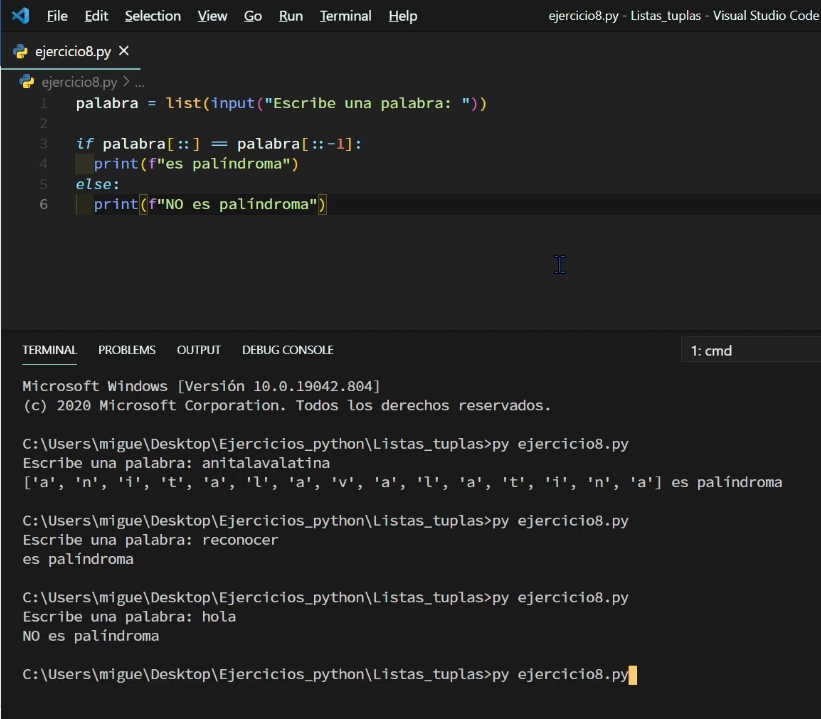 File Edit Selection View Go Run Terminal Help ejercicio8.py - Listas_tuplas - Visual Studio Code
ejercicio8.py ×
ejercicio8.py > ...
1 palabra = list(input("Escribe una palabra: "))
2
3 if palabra[::] == palabra[::-1]:
4 print(f"es palíndroma")
5 else:
6 print(f"NO es palíndroma")
TERMINAL PROBLEMS OUTPUT DEBUG CONSOLE 1: cmd
Microsoft Windows [Versión 10.0.19042.804]
(c) 2020 Microsoft Corporation. Todos los derechos reservados.
C:\Users\migue\Desktop\Ejercicios_python\Listas_tuplas>py ejercicio8.py
Escribe una palabra: anitalavalatina
['a', 'n', 'i', 't', 'a', 'l', 'a', 'v', 'a', 'l', 'a', 't', 'i', 'n', 'a'] es palíndroma
C:\Users\migue\Desktop\Ejercicios_python\Listas_tuplas>py ejercicio8.py
Escribe una palabra: reconocer
es palíndroma
C:\Users\migue\Desktop\Ejercicios_python\Listas_tuplas>py ejercicio8.py
Escribe una palabra: hola
NO es palíndroma
C:\Users\migue\Desktop\Ejercicios_python\Listas_tuplas>py ejercicio8.py